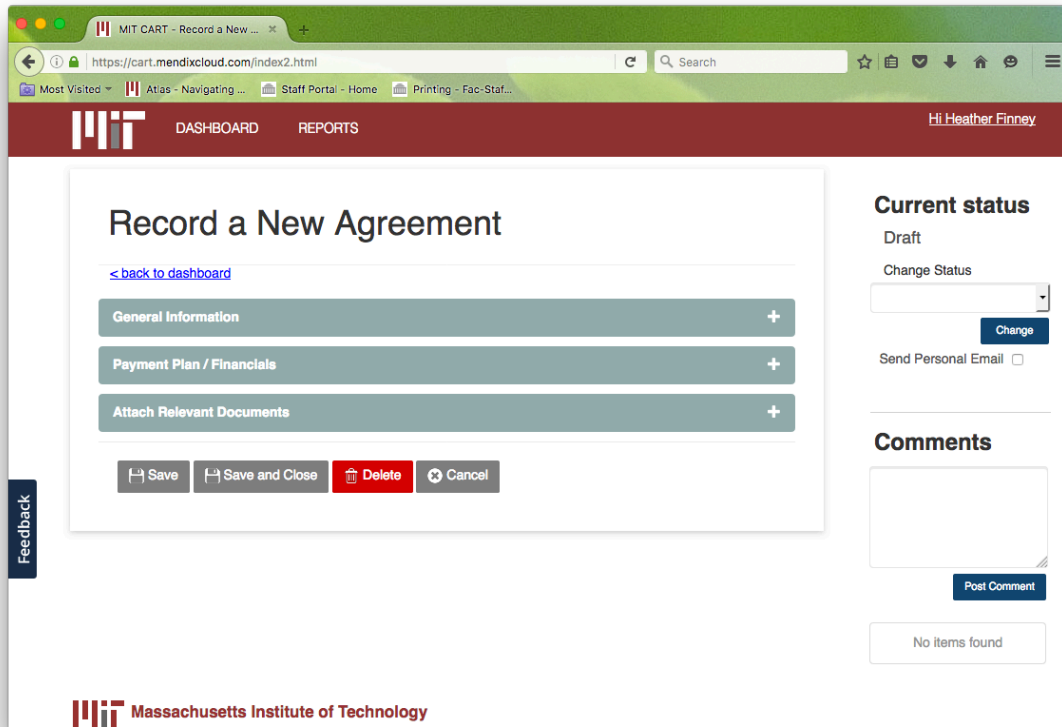 MIT CART - Record a New ... × +
https://cart.mendixcloud.com/index2.html
Search
Most Visited
Atlas - Navigating ...
Staff Portal - Home
Printing - Fac-Staf...
MIT
DASHBOARD
REPORTS
Hi Heather Finney
Record a New Agreement
< back to dashboard
General Information +
Payment Plan / Financials +
Attach Relevant Documents +
Save
Save and Close
Delete
Cancel
Current status
Draft
Change Status
Change
Send Personal Email
Comments
Post Comment
No items found
Feedback
MIT Massachusetts Institute of Technology